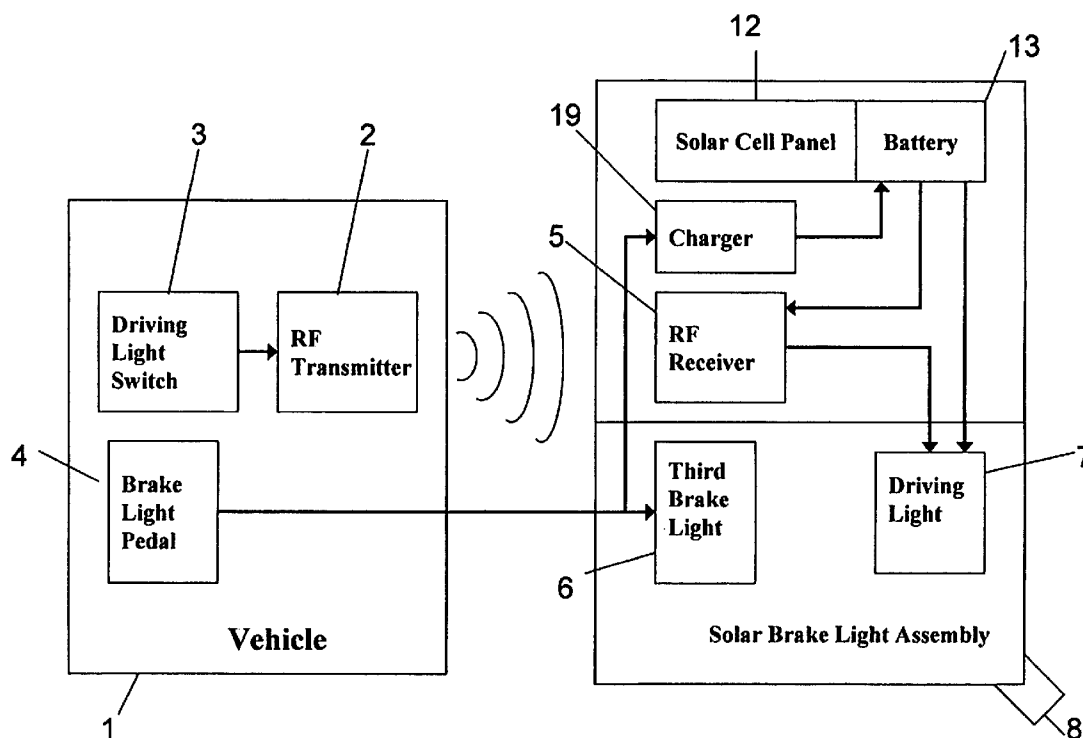 12
13
19
Solar Cell Panel
Battery
3
2
5
Charger
Driving
Light
Switch
RF
Transmitter
RF
Receiver
4
Brake
Light
Pedal
Third
Brake
Light
Driving
Light
7
6
Vehicle
Solar Brake Light Assembly
1
8